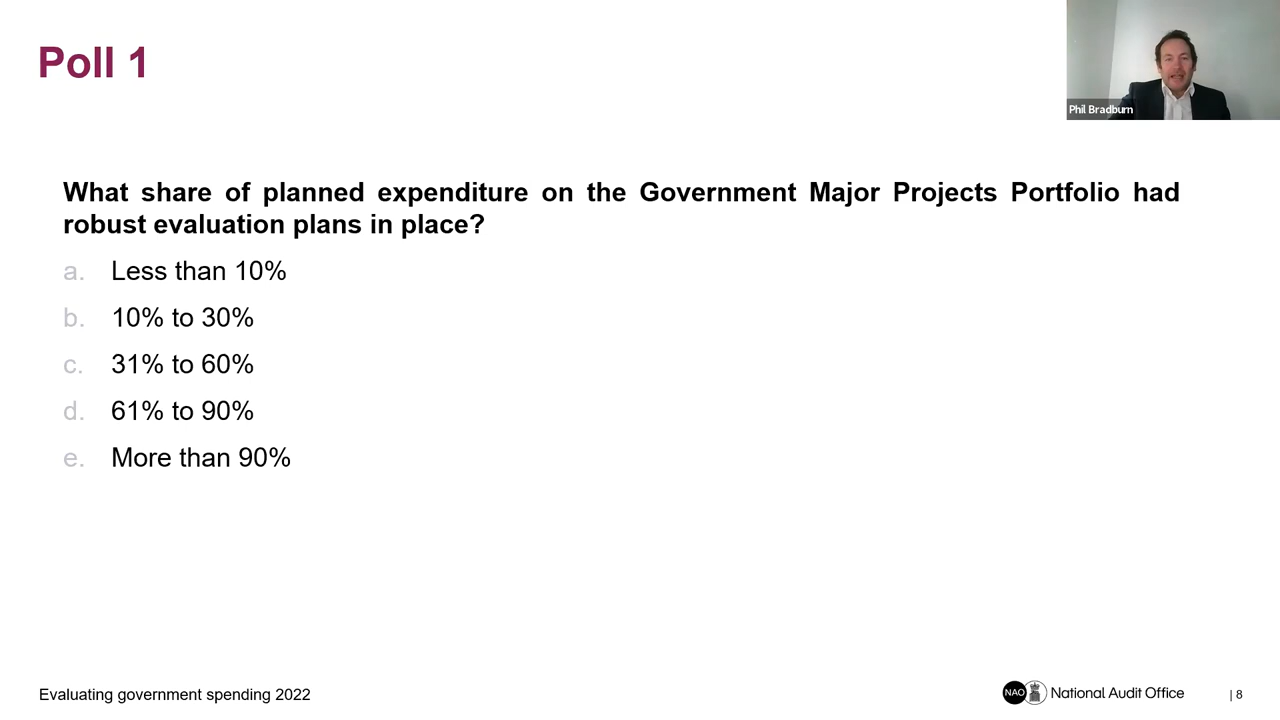 Poll 1
Phil Bradburn
What share of planned expenditure on the Government Major Projects Portfolio had
robust evaluation plans in place?
a. Less than 10%
b. 10% to 30%
c. 31% to 60%
d. 61% to 90%
e. More than 90%
Evaluating government spending 2022
NAO National Audit Office
| 8